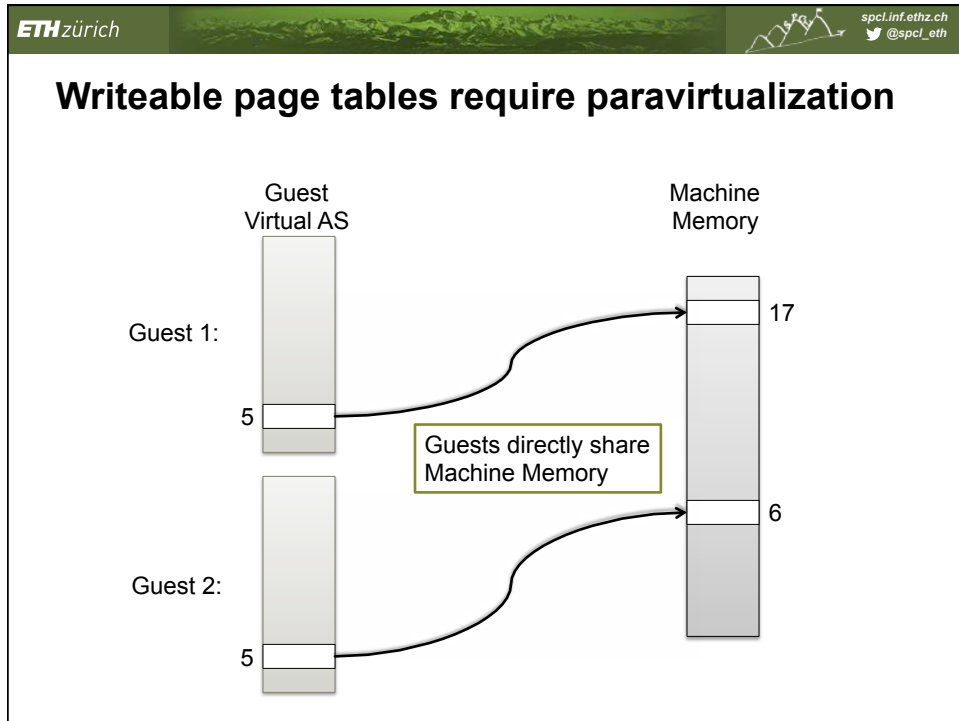 ETH zürich
spcl.inf.ethz.ch
@spcl_eth
Writeable page tables require paravirtualization
Guest
Virtual AS
Machine
Memory
Guest 1:
17
5
Guests directly share
Machine Memory
6
Guest 2:
5